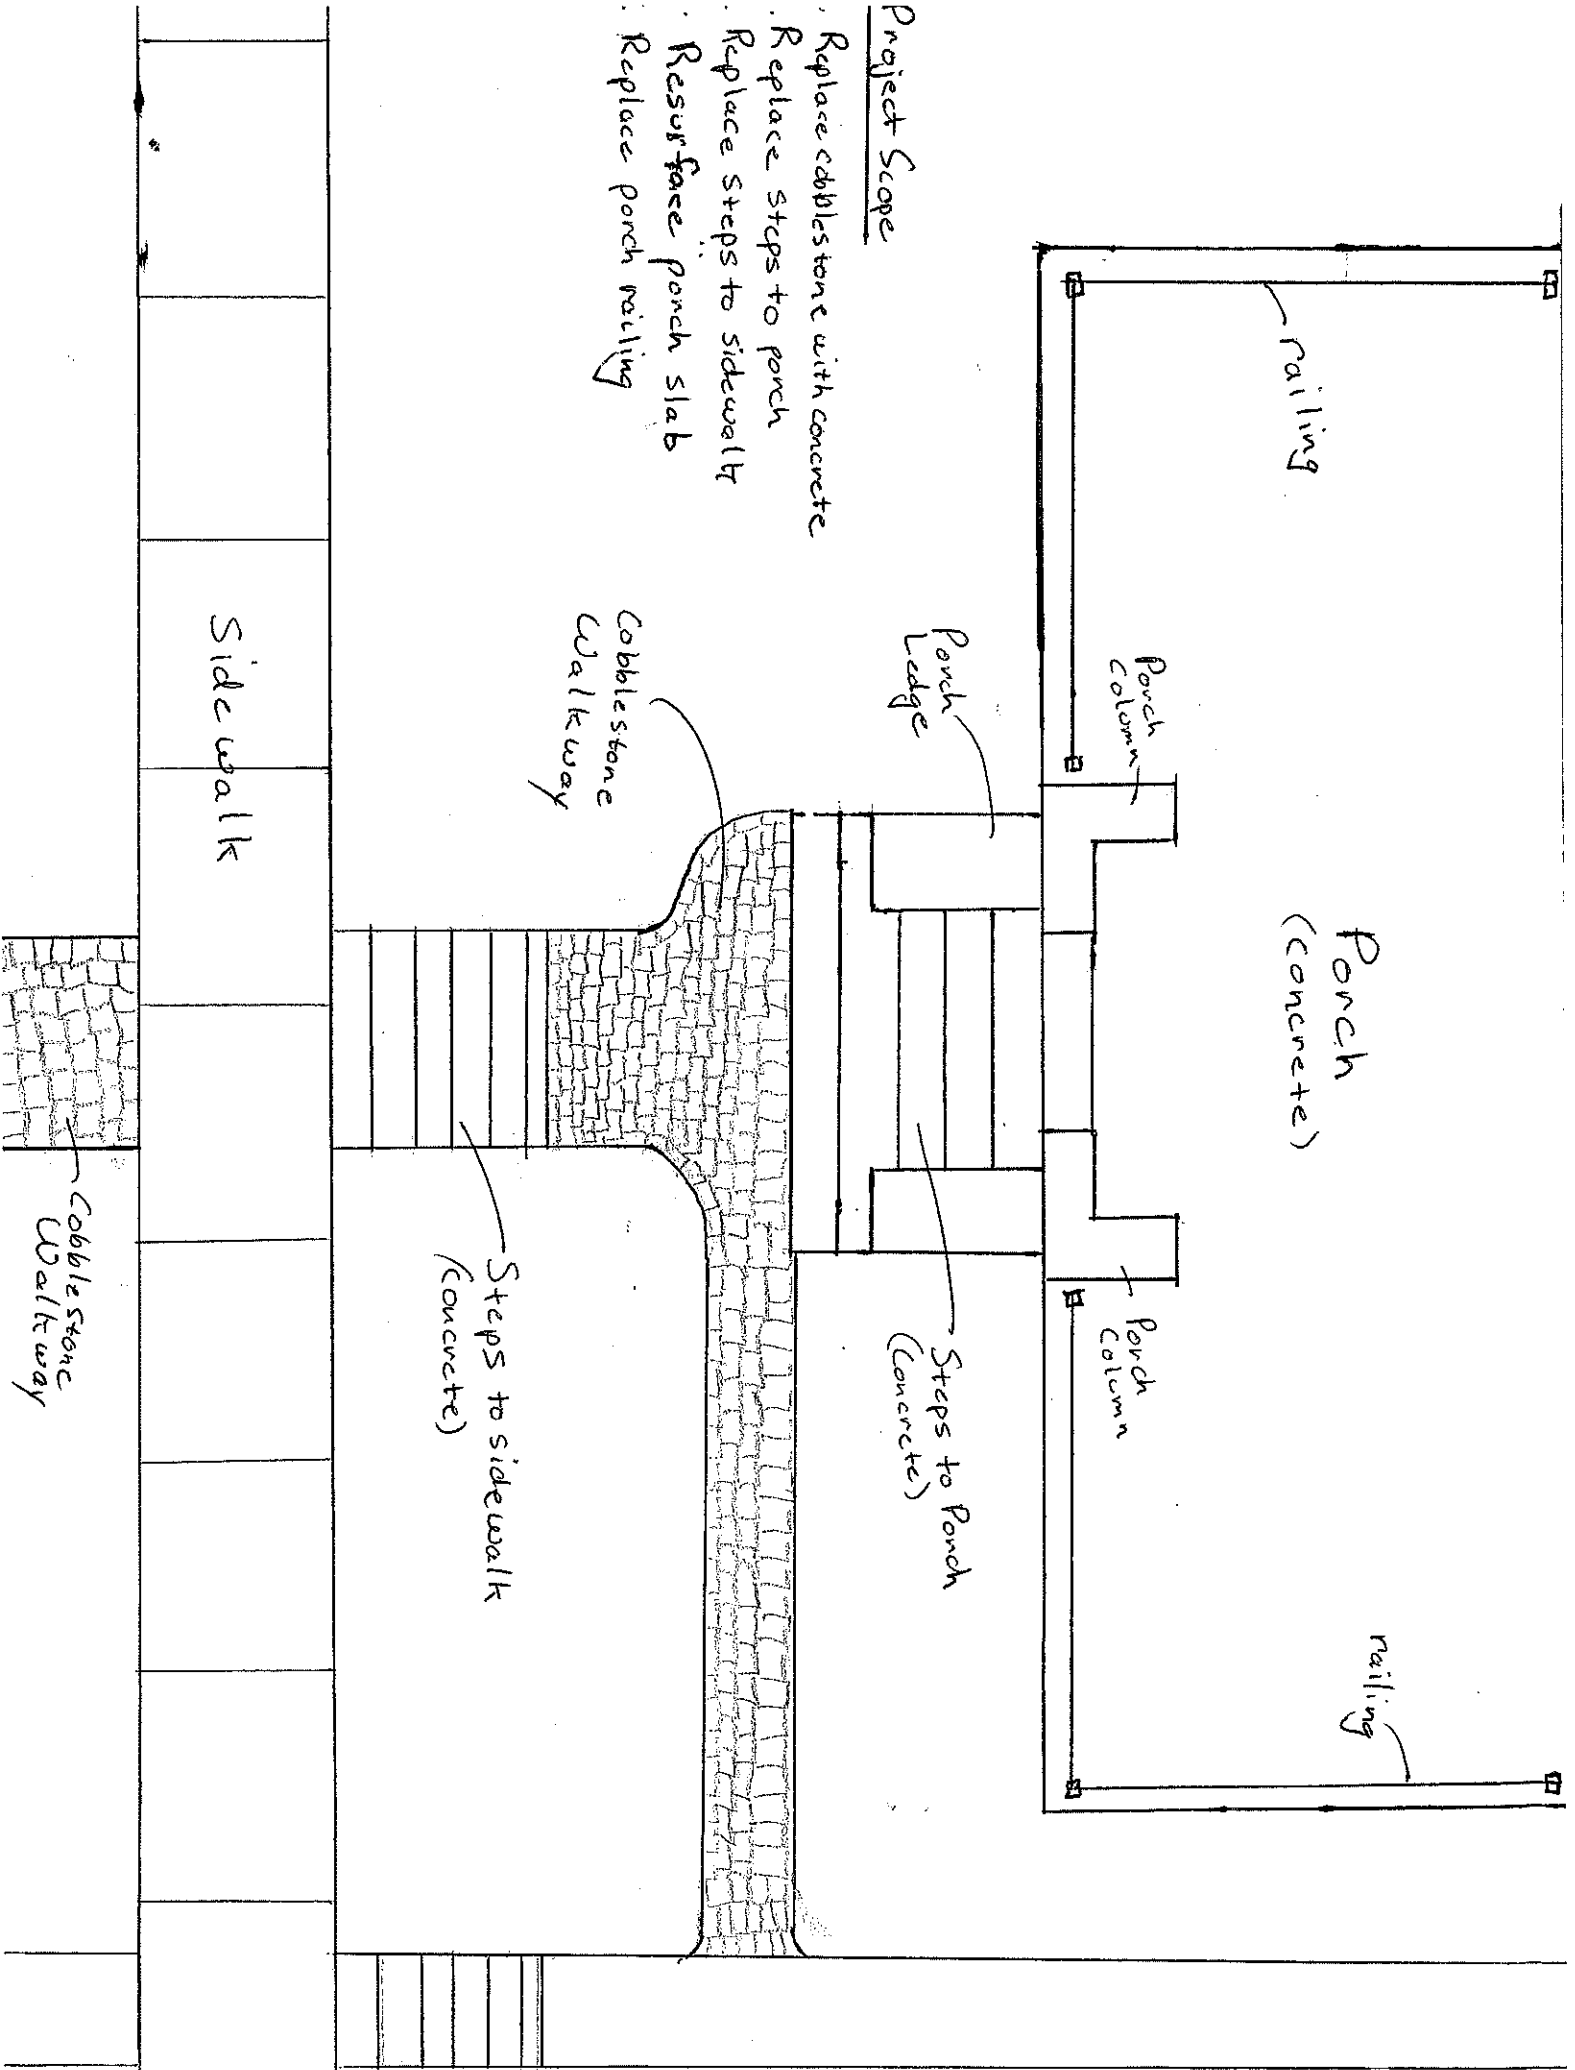 Project Scope
. Replace cobblestone with concrete
. Replace steps to porch
. Replace steps to sidewalk
. Resurface porch slab
. Replace porch railing
railing
Porch
(concrete)
railing
Porch
Column
Porch
Column
Porch
Ledge
Steps to Porch
(concrete)
Cobblestone
Walkway
Steps to sidewalk
(concrete)
Sidewalk
Cobblestone
Walkway